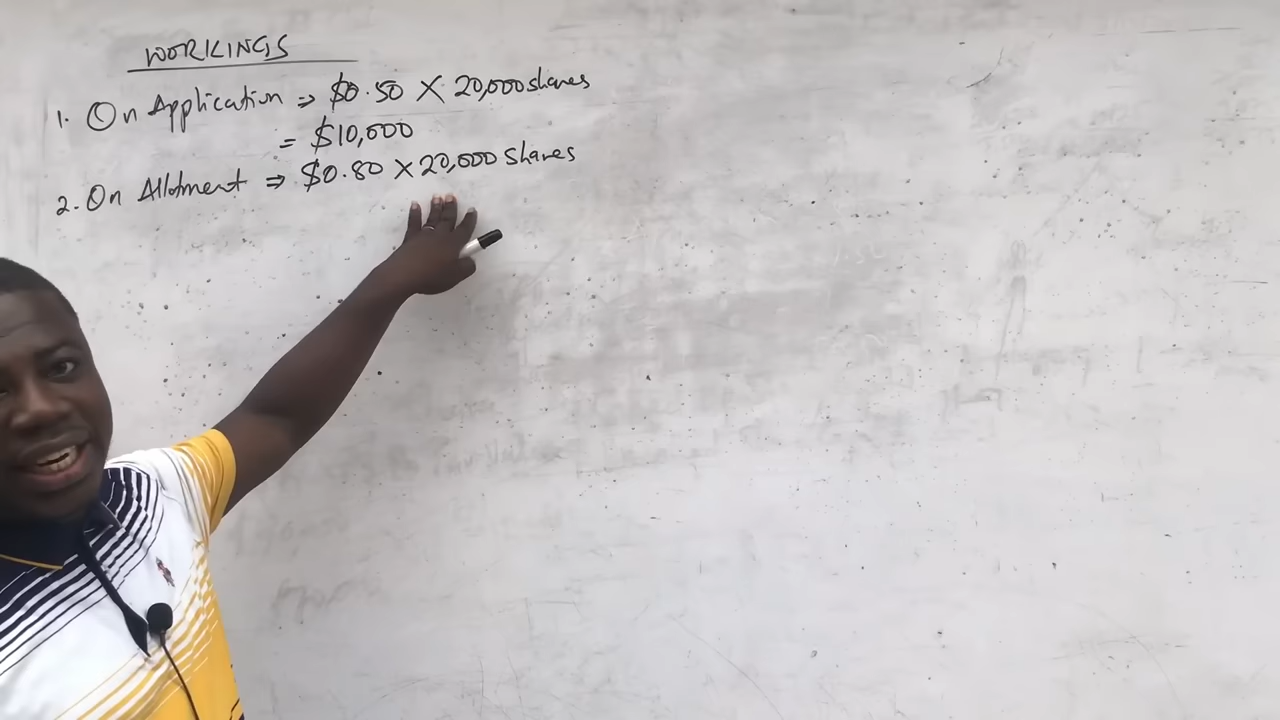 WORKINGS
1. On Application => $0.50 X 20,000 shares
= $10,000
2. On Allotment => $0.80 X 20,000 shares